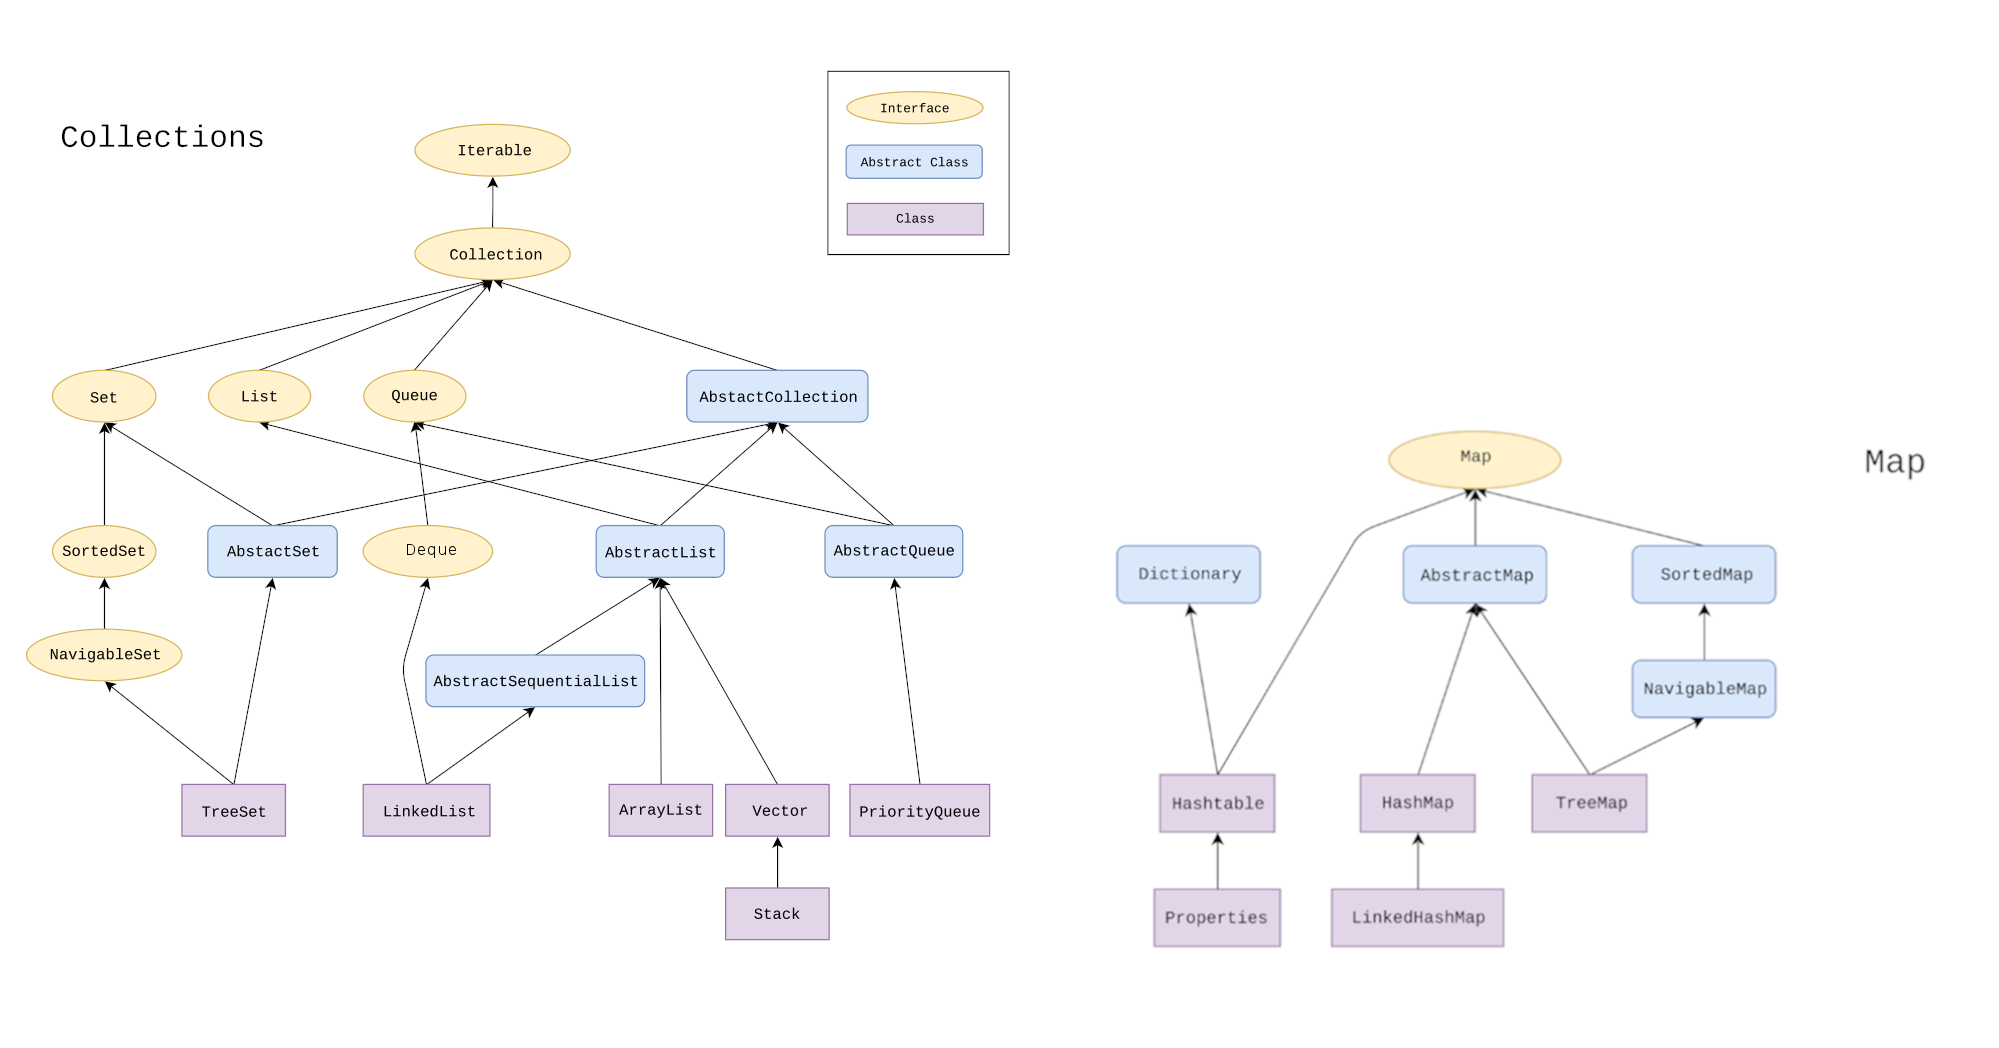 Collections
Interface
Abstract Class
Class
Iterable
Collection
Set
List
Queue
AbstactCollection
SortedSet
AbstactSet
Deque
AbstractList
AbstractQueue
NavigableSet
AbstractSequentialList
TreeSet
LinkedList
ArrayList
Vector
PriorityQueue
Stack
Map
Map
Dictionary
AbstractMap
SortedMap
NavigableMap
Hashtable
HashMap
TreeMap
Properties
LinkedHashMap